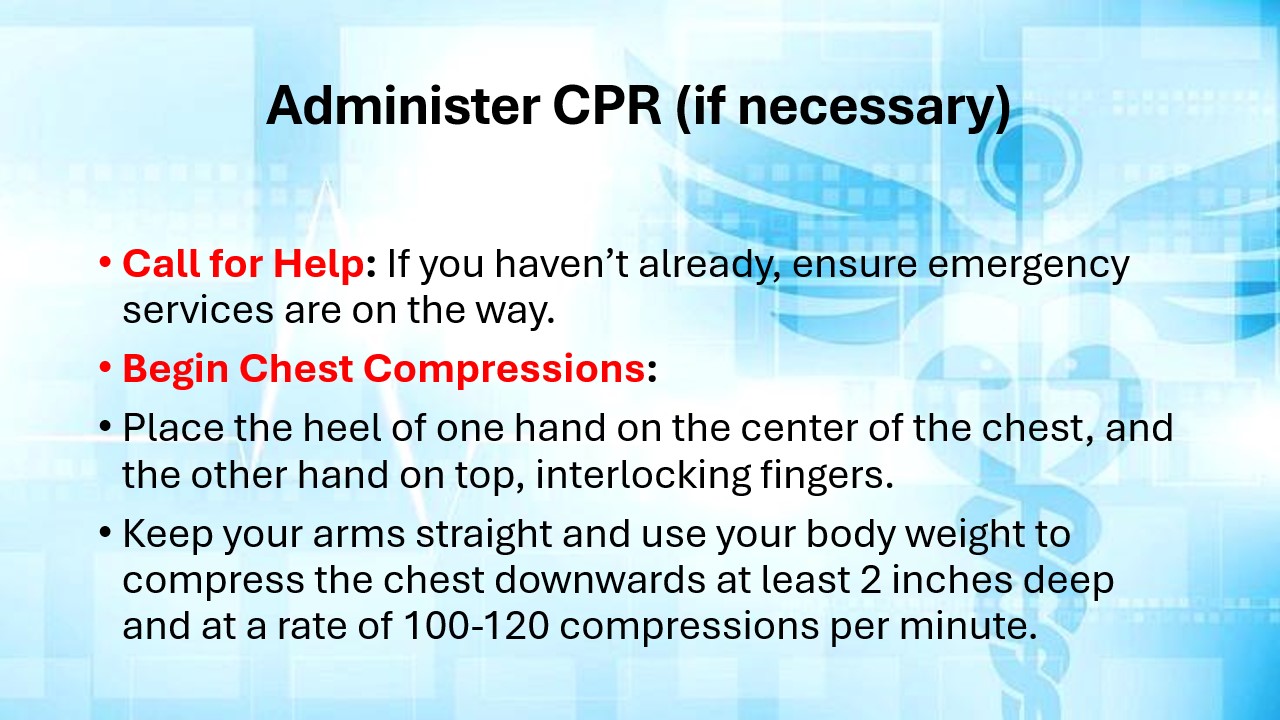 Administer CPR (if necessary)
• Call for Help: If you haven’t already, ensure emergency
services are on the way.
• Begin Chest Compressions:
• Place the heel of one hand on the center of the chest, and
the other hand on top, interlocking fingers.
• Keep your arms straight and use your body weight to
compress the chest downwards at least 2 inches deep
and at a rate of 100-120 compressions per minute.